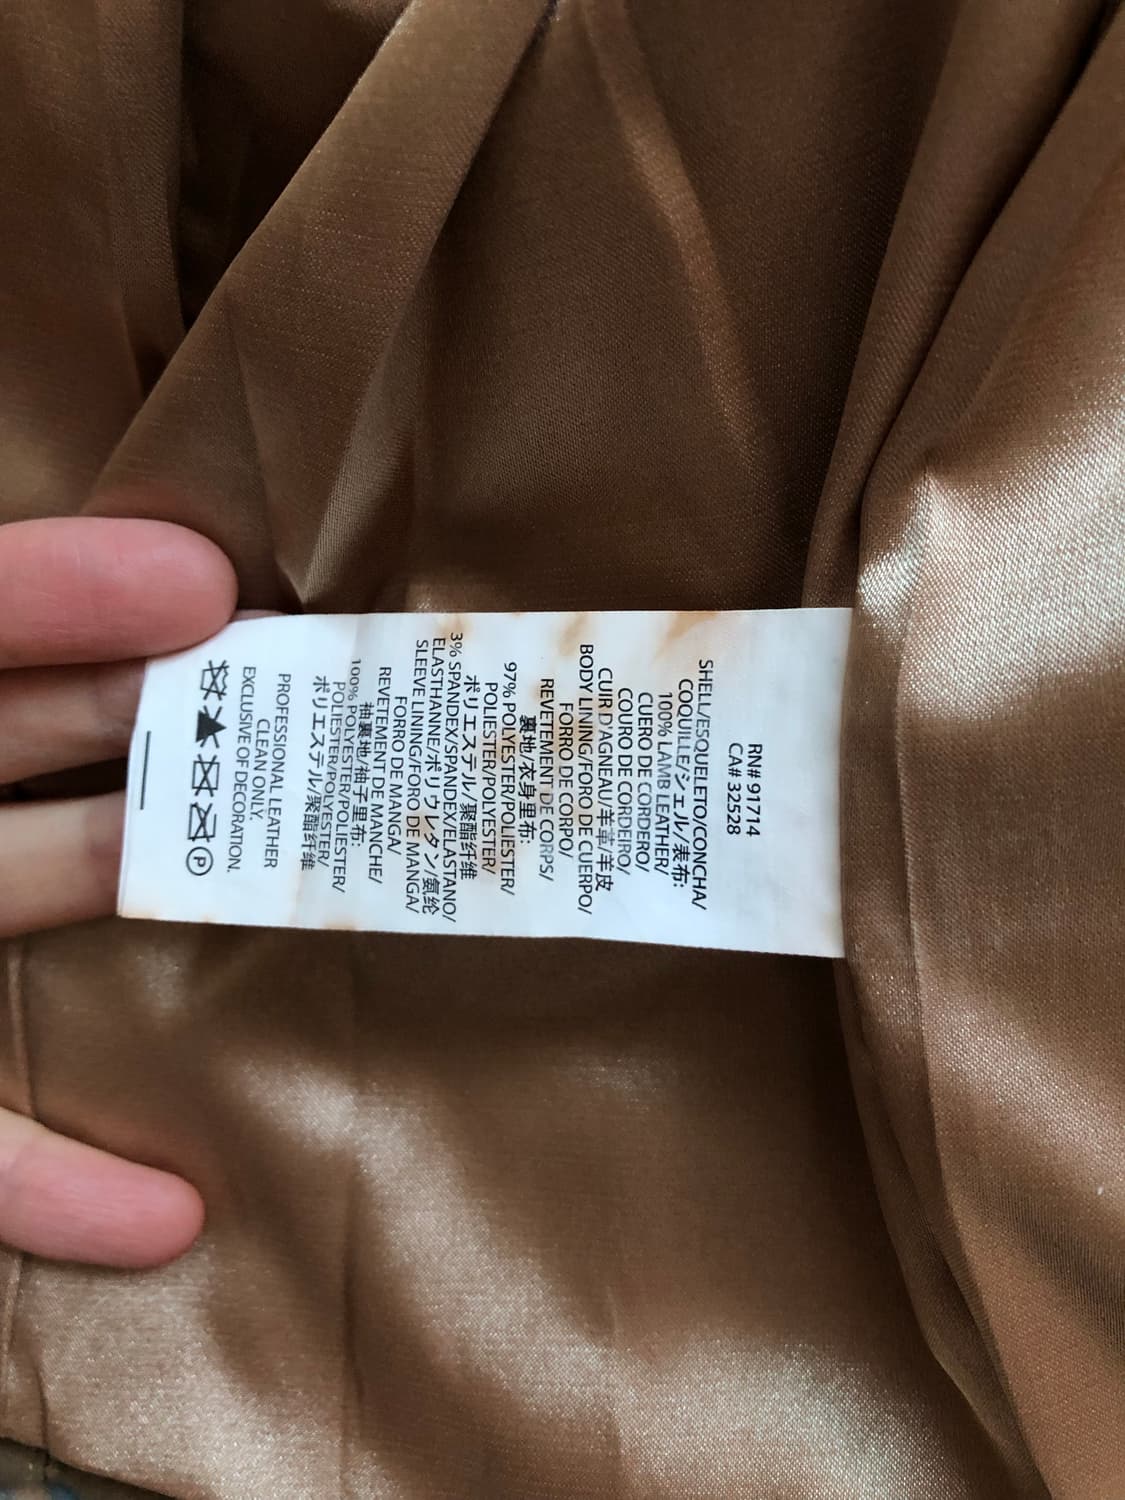 RN# 91714
CA# 32528
SHELL/ESQUELETO/CONCHA/
COQUILLE/シェル/表布:
100% LAMB LEATHER/
CUERO DE CORDERO/
COURO DE CORDEIRO/
CUIR D'AGNEAU/羊革/羊皮
BODY LINING/FORO DE CUERPO/
FORRO DE CORPO/
REVETEMENT DE CORPS/
裏地/衣身里布:
97% POLYESTER/POLIESTER/
POLIESTER/POLYESTER/
ポリエステル/聚酯纤维
3% SPANDEX/SPANDEX/ELASTANO/
ELASTHANNE/ポリウレタン/氨纶
SLEEVE LINING/FORO DE MANGA/
FORRO DE MANGA/
REVETEMENT DE MANCHE/
袖裏地/袖子里布:
100% POLYESTER/POLIESTER/
POLIESTER/POLYESTER/
ポリエステル/聚酯纤维
PROFESSIONAL LEATHER
CLEAN ONLY.
EXCLUSIVE OF DECORATION.
P